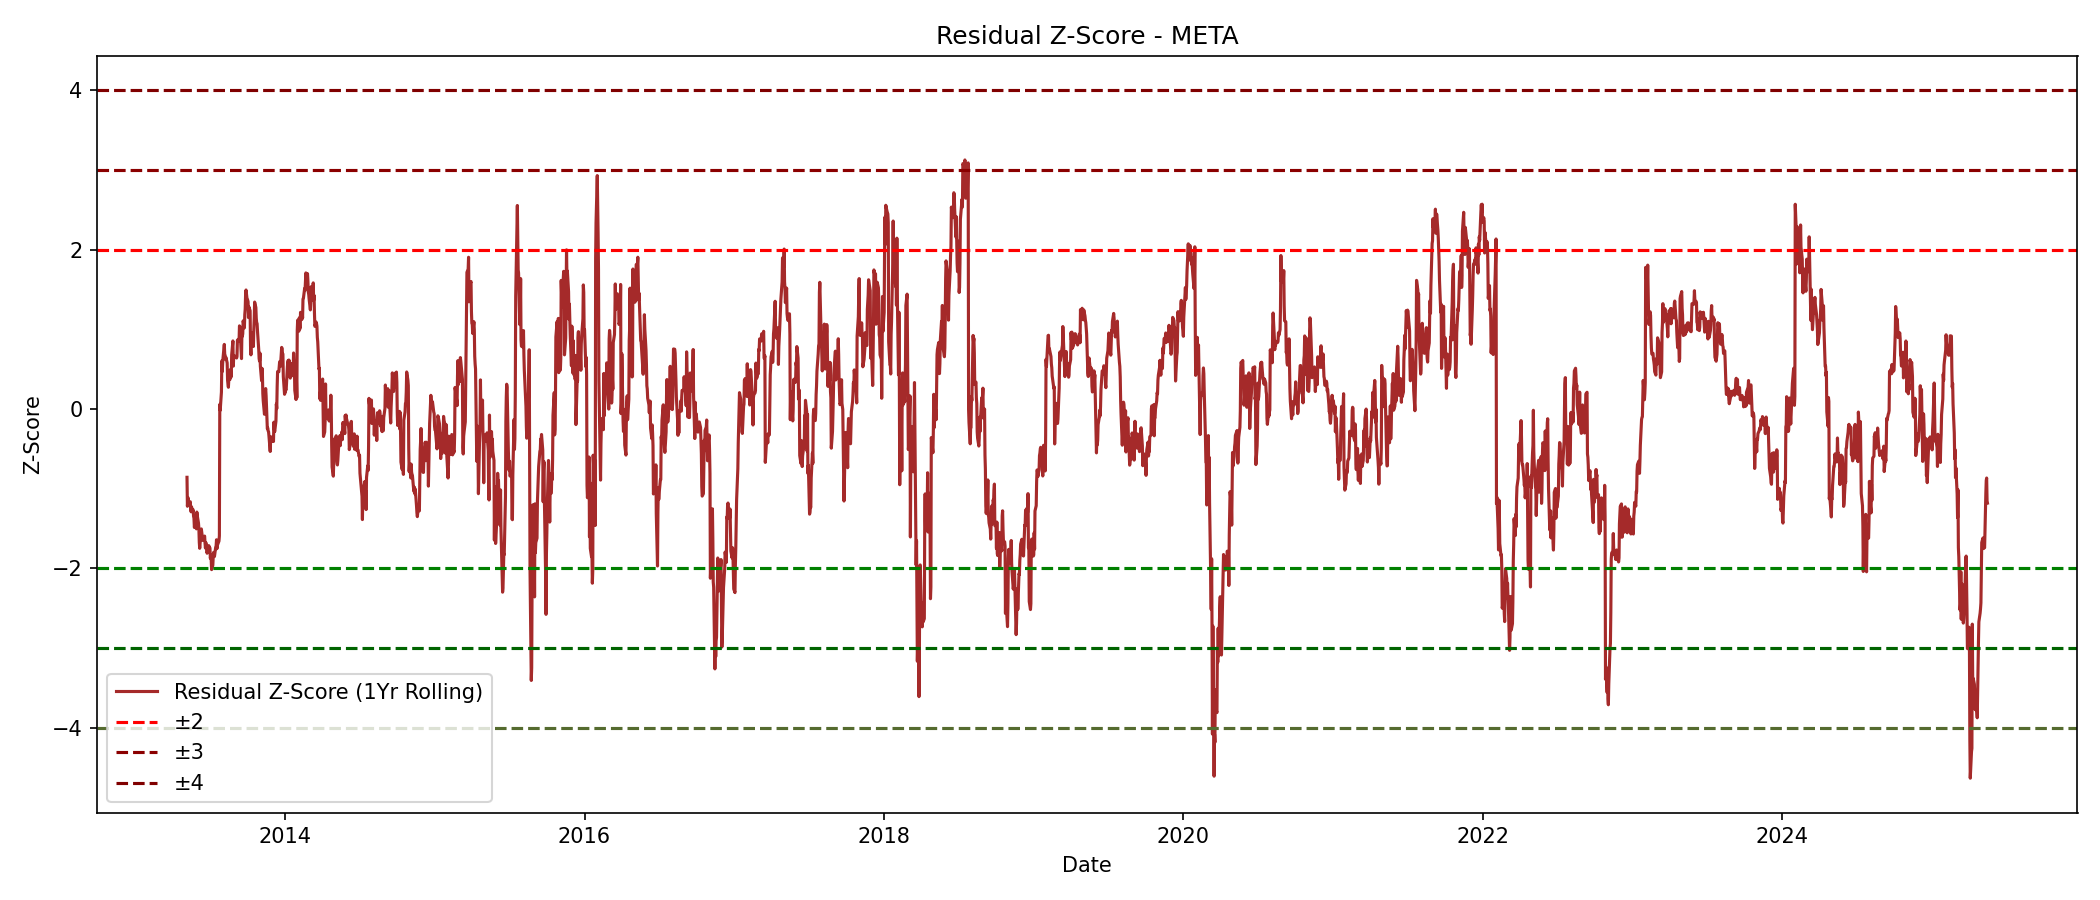 Residual Z-Score - META
Z-Score
4
2
0
−2
−4
Residual Z-Score (1Yr Rolling)
±2
±3
±4
2014 2016 2018 2020 2022 2024
Date